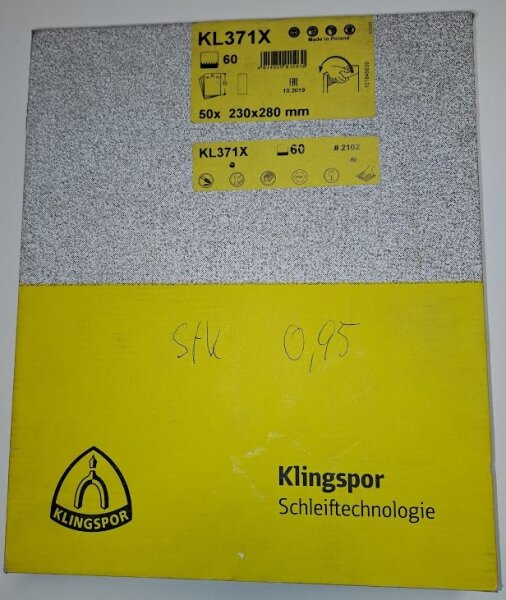 KL371X
Made in Poland
60
A
B
EAC
10.2019
50x 230x280 mm
KL371X
60
# 2102
Stk 0,95
KLINGSPOR
Klingspor
Schleiftechnologie